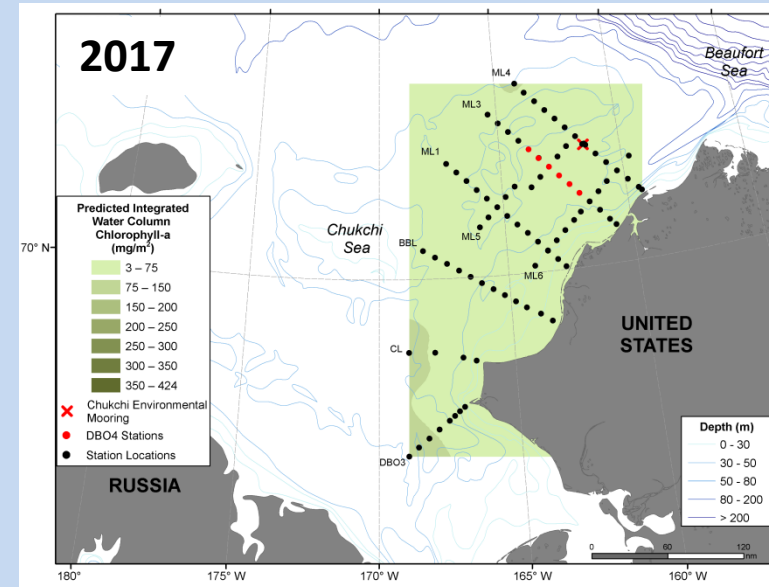 2017
Beaufort
Sea
ML4
ML3
ML1
Predicted Integrated
Water Column
Chlorophyll-a
(mg/m²)
3 – 75
75 – 150
150 – 200
200 – 250
250 – 300
300 – 350
350 – 424
Chukchi Environmental
Mooring
DBO4 Stations
Station Locations
Chukchi
Sea
70° N
ML5
BBL
ML6
UNITED
STATES
CL
DBO3
RUSSIA
Depth (m)
0 - 30
30 - 50
50 - 80
80 - 200
> 200
0 60 120
nm
180° 175°W 170°W 165°W 160°W